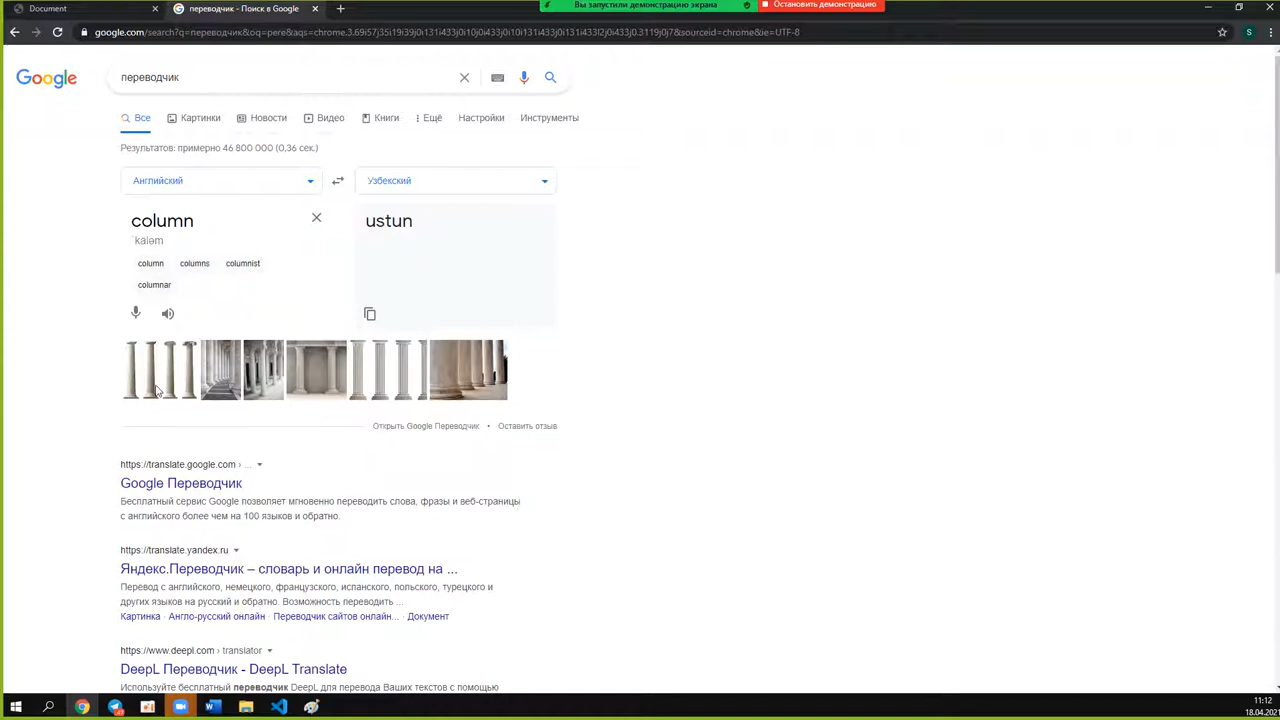 Document
переводчик - Поиск в Google
Вы запустили демонстрацию экрана
Остановить демонстрацию
google.com/search?q=переводчик&oq=pere&aqs=chrome.3.69i57j35i19i39j0i131i433j0i10j0i433j0i10i131i433j0i131i433l2j0i433j0.3119j0j7&sourceid=chrome&ie=UTF-8
S
Google
переводчик
Все Картинки Новости Видео Книги Ещё Настройки Инструменты
Результатов: примерно 46 800 000 (0,36 сек.)
Английский Узбекский
column ustun
ˈkäləm
column columns columnist
columnar
Открыть Google Переводчик • Оставить отзыв
https://translate.google.com › ...
Google Переводчик
Бесплатный сервис Google позволяет мгновенно переводить слова, фразы и веб-страницы
с английского более чем на 100 языков и обратно.
https://translate.yandex.ru
Яндекс.Переводчик – словарь и онлайн перевод на ...
Перевод с английского, немецкого, французского, испанского, польского, турецкого и
других языков на русский и обратно. Возможность переводить ...
Картинка · Англо-русский онлайн · Переводчик сайтов онлайн... · Документ
https://www.deepl.com › translator
DeepL Переводчик - DeepL Translate
Используйте бесплатный переводчик DeepL для перевода Ваших текстов с помощью
11:12
18.04.202